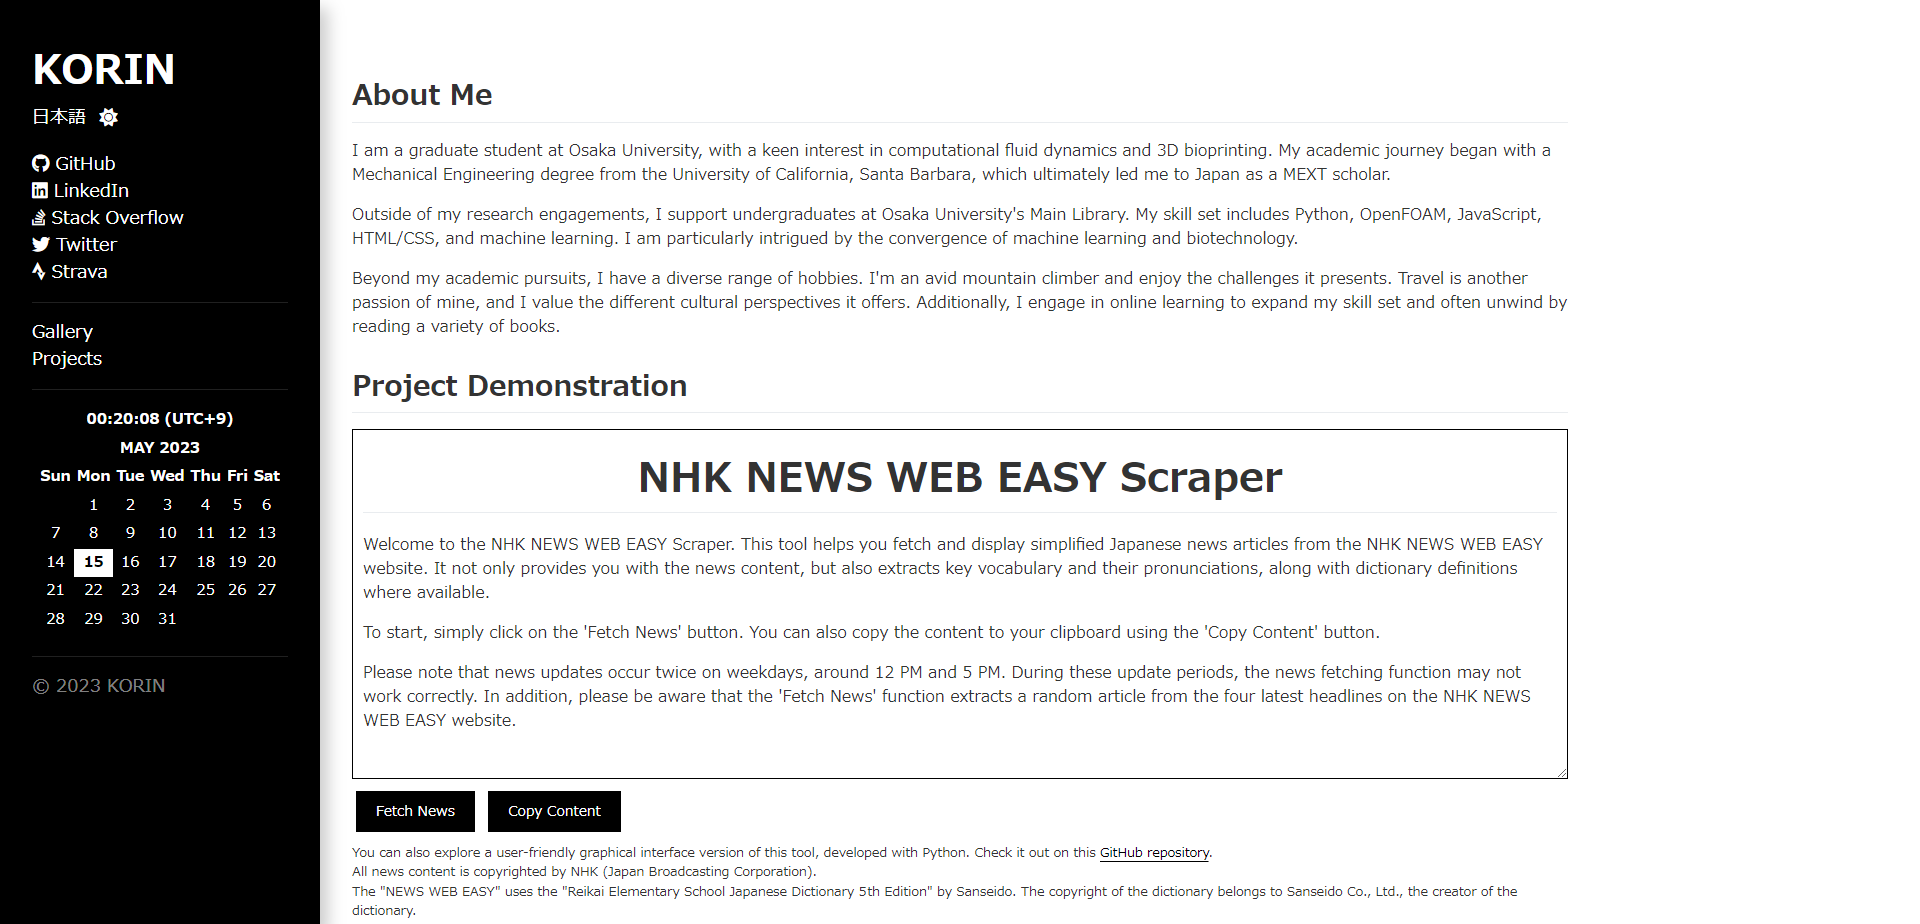 KORIN
日本語
GitHub
LinkedIn
Stack Overflow
Twitter
Strava
Gallery
Projects
00:20:08 (UTC+9)
MAY 2023
Sun Mon Tue Wed Thu Fri Sat
1 2 3 4 5 6
7 8 9 10 11 12 13
14 15 16 17 18 19 20
21 22 23 24 25 26 27
28 29 30 31
© 2023 KORIN
About Me
I am a graduate student at Osaka University, with a keen interest in computational fluid dynamics and 3D bioprinting. My academic journey began with a
Mechanical Engineering degree from the University of California, Santa Barbara, which ultimately led me to Japan as a MEXT scholar.
Outside of my research engagements, I support undergraduates at Osaka University's Main Library. My skill set includes Python, OpenFOAM, JavaScript,
HTML/CSS, and machine learning. I am particularly intrigued by the convergence of machine learning and biotechnology.
Beyond my academic pursuits, I have a diverse range of hobbies. I'm an avid mountain climber and enjoy the challenges it presents. Travel is another
passion of mine, and I value the different cultural perspectives it offers. Additionally, I engage in online learning to expand my skill set and often unwind by
reading a variety of books.
Project Demonstration
NHK NEWS WEB EASY Scraper
Welcome to the NHK NEWS WEB EASY Scraper. This tool helps you fetch and display simplified Japanese news articles from the NHK NEWS WEB EASY
website. It not only provides you with the news content, but also extracts key vocabulary and their pronunciations, along with dictionary definitions
where available.
To start, simply click on the 'Fetch News' button. You can also copy the content to your clipboard using the 'Copy Content' button.
Please note that news updates occur twice on weekdays, around 12 PM and 5 PM. During these update periods, the news fetching function may not
work correctly. In addition, please be aware that the 'Fetch News' function extracts a random article from the four latest headlines on the NHK NEWS
WEB EASY website.
Fetch News
Copy Content
You can also explore a user-friendly graphical interface version of this tool, developed with Python. Check it out on this GitHub repository.
All news content is copyrighted by NHK (Japan Broadcasting Corporation).
The "NEWS WEB EASY" uses the "Reikai Elementary School Japanese Dictionary 5th Edition" by Sanseido. The copyright of the dictionary belongs to Sanseido Co., Ltd., the creator of the
dictionary.